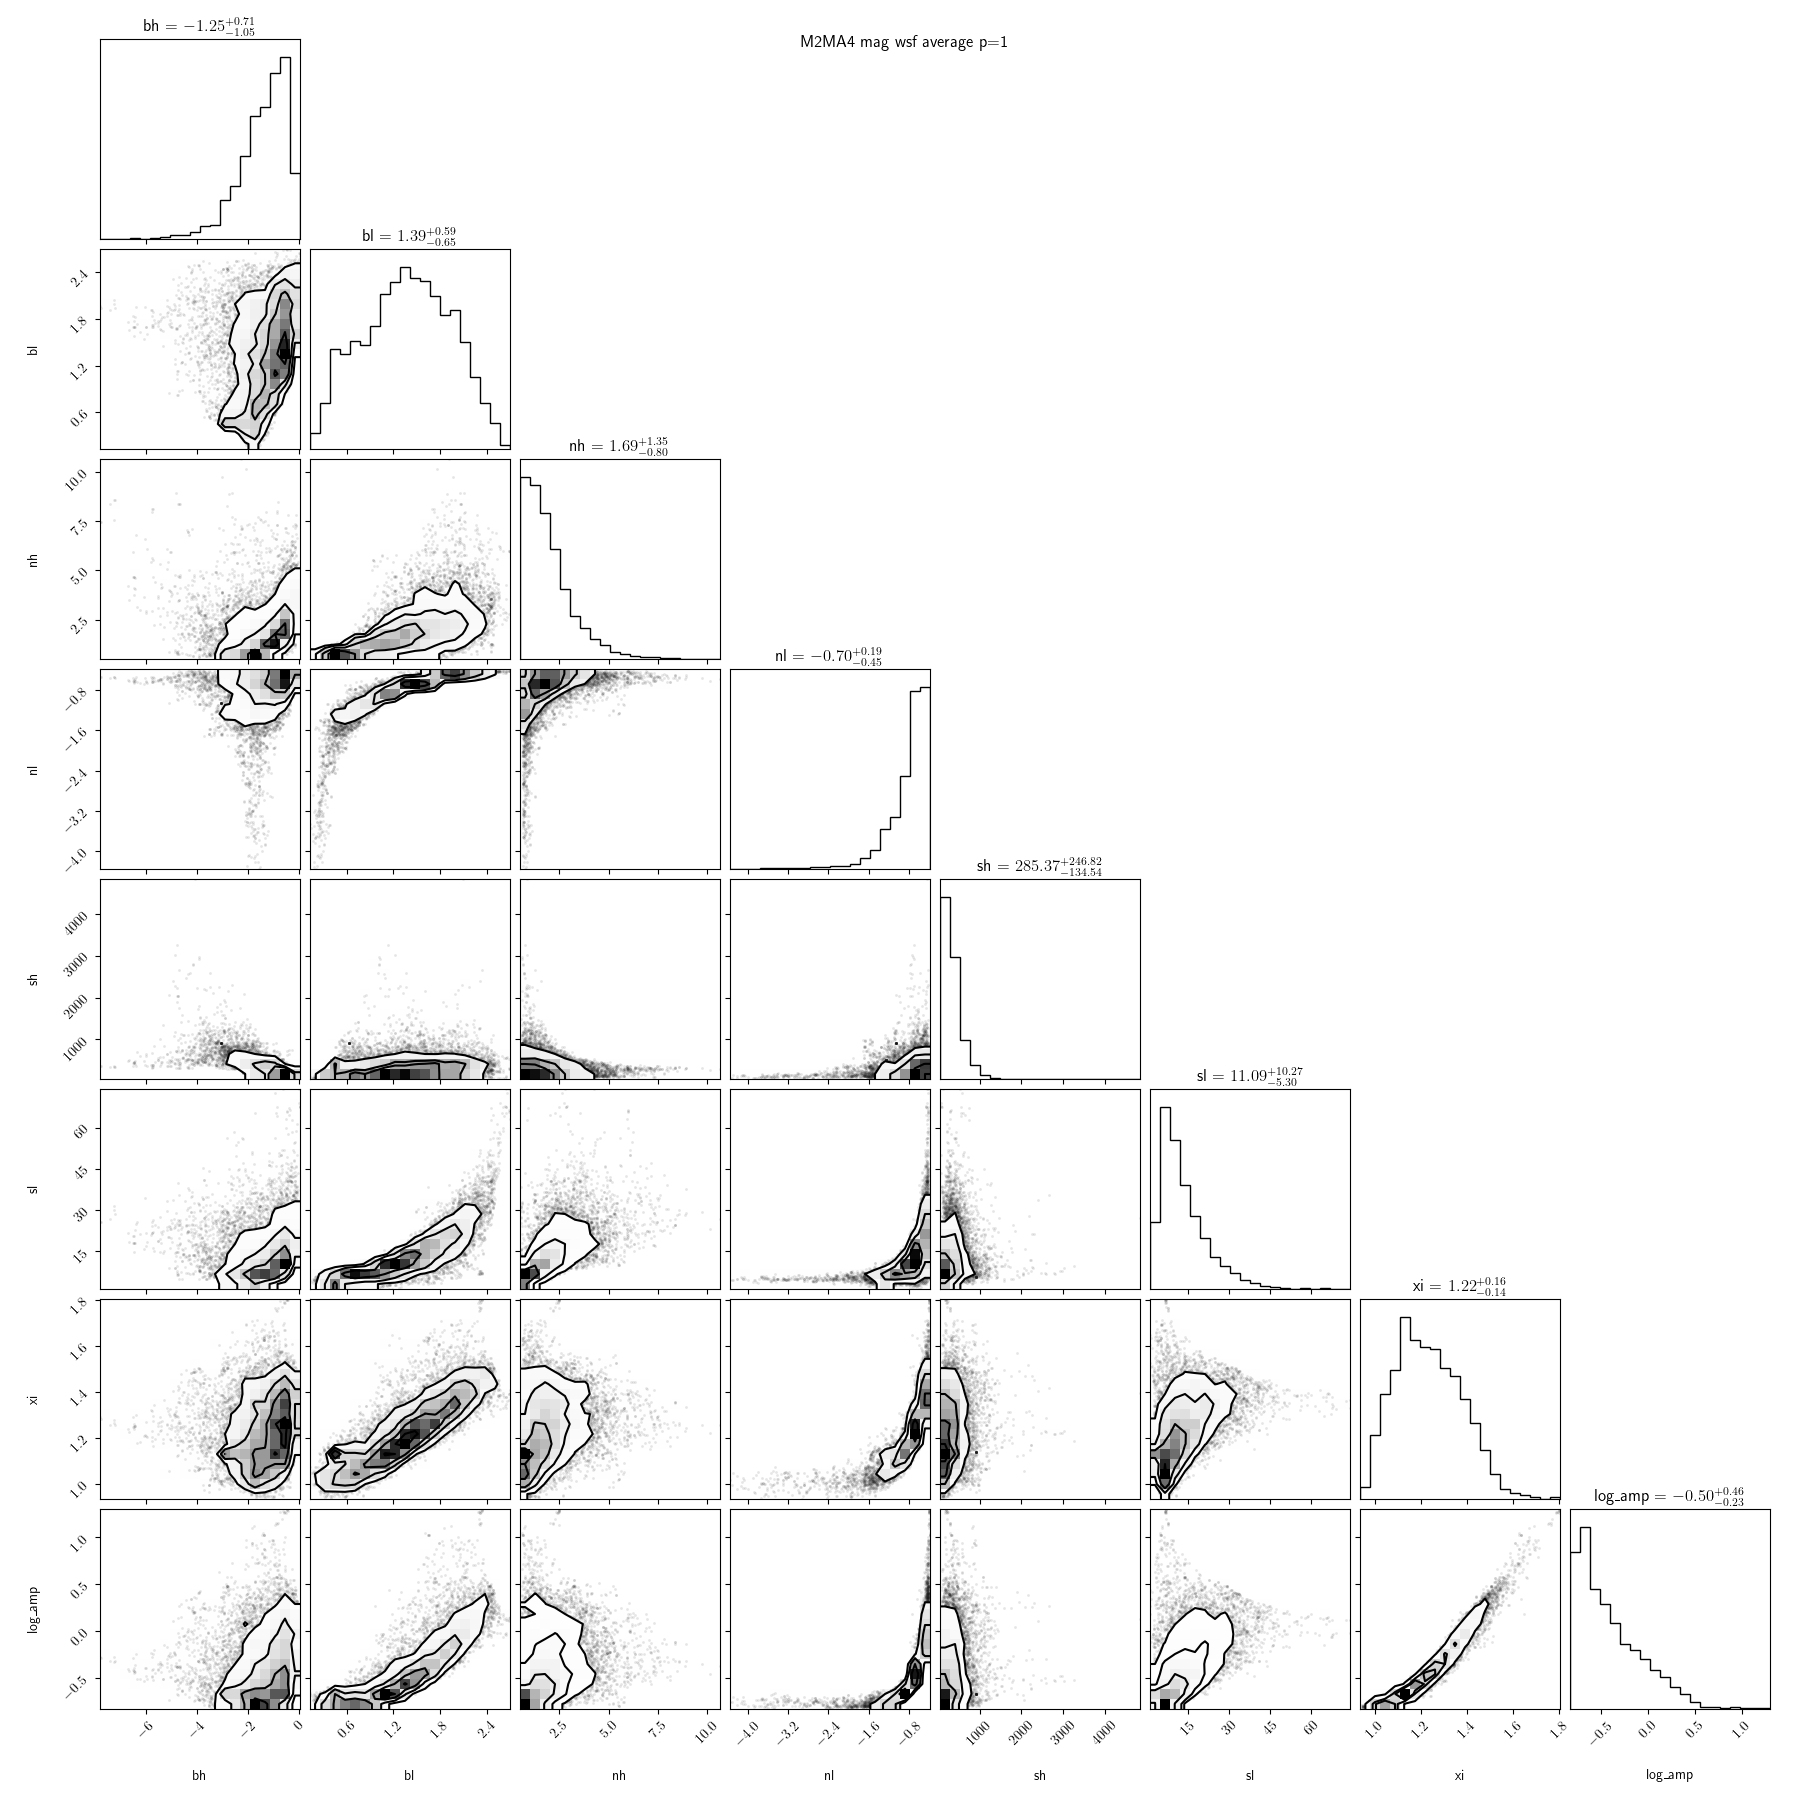 M2MA4 mag wsf average p=1
bh = −1.25 +0.71 −1.05
bl = 1.39 +0.59 −0.65
2.4
1.8
1.2
0.6
bl
nh = 1.69 +1.35 −0.80
10.0
7.5
5.0
2.5
nh
nl = −0.70 +0.19 −0.45
−0.8
−1.6
−2.4
−3.2
−4.0
nl
sh = 285.37 +246.82 −134.54
4000
3000
2000
1000
sh
sl = 11.09 +10.27 −5.30
60
45
30
15
sl
xi = 1.22 +0.16 −0.14
1.8
1.6
1.4
1.2
1.0
xi
log_amp = −0.50 +0.46 −0.23
1.0
0.5
0.0
−0.5
log_amp
−6 −4 −2 0
0.6 1.2 1.8 2.4
2.5 5.0 7.5 10.0
−4.0 −3.2 −2.4 −1.6 −0.8
1000 2000 3000 4000
15 30 45 60
1.0 1.2 1.4 1.6 1.8
−0.5 0.0 0.5 1.0
bh bl nh nl sh sl xi log_amp